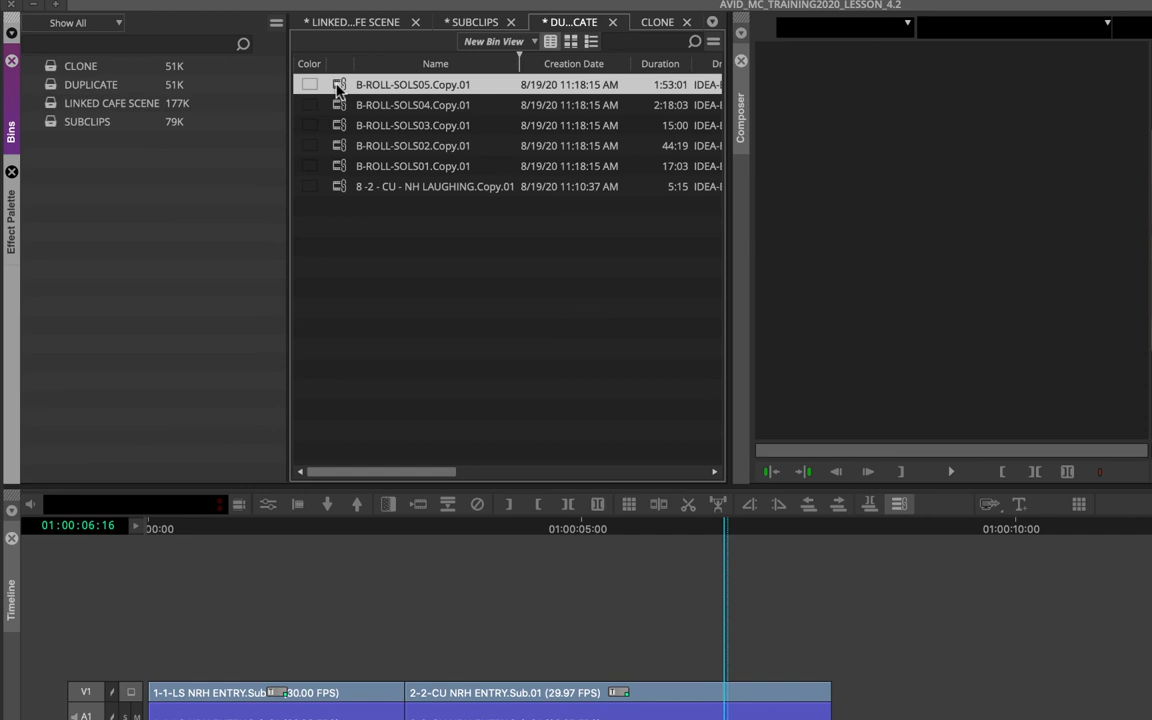 AVID_MC_TRAINING2020_LESSON_4.2
Show All
* LINKED...FE SCENE
* SUBCLIPS
* DU...CATE
CLONE
New Bin View
Color Name Creation Date Duration Dr
CLONE 51K
DUPLICATE 51K
LINKED CAFE SCENE 177K
SUBCLIPS 79K
Bins
Effect Palette
B-ROLL-SOLS05.Copy.01 8/19/20 11:18:15 AM 1:53:01 IDEA-
B-ROLL-SOLS04.Copy.01 8/19/20 11:18:15 AM 2:18:03 IDEA-
B-ROLL-SOLS03.Copy.01 8/19/20 11:18:15 AM 15:00 IDEA-
B-ROLL-SOLS02.Copy.01 8/19/20 11:18:15 AM 44:19 IDEA-
B-ROLL-SOLS01.Copy.01 8/19/20 11:18:15 AM 17:03 IDEA-
8 -2 - CU - NH LAUGHING.Copy.01 8/19/20 11:10:37 AM 5:15 IDEA-
Composer
01:00:06:16
00:00
01:00:05:00
01:00:10:00
Timeline
V1
1-1-LS NRH ENTRY.Sub 30.00 FPS)
2-2-CU NRH ENTRY.Sub.01 (29.97 FPS)
A1 S M